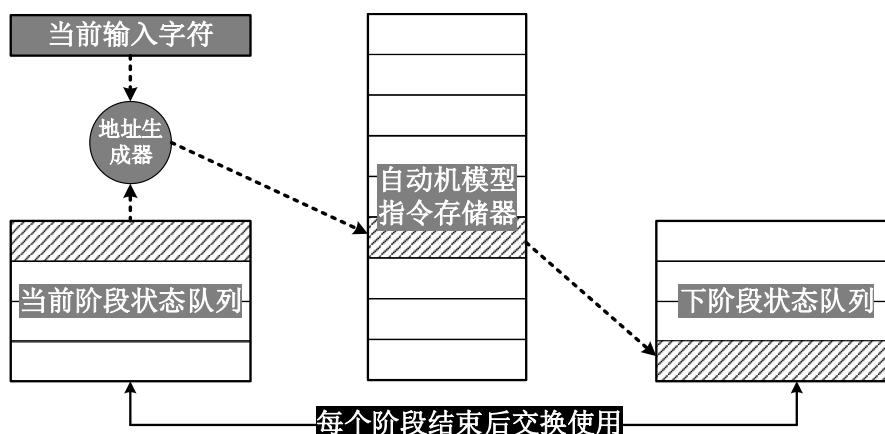 当前输入字符
地址生
成器
自动机模型
指令存储器
当前阶段状态队列
下阶段状态队列
每个阶段结束后交换使用